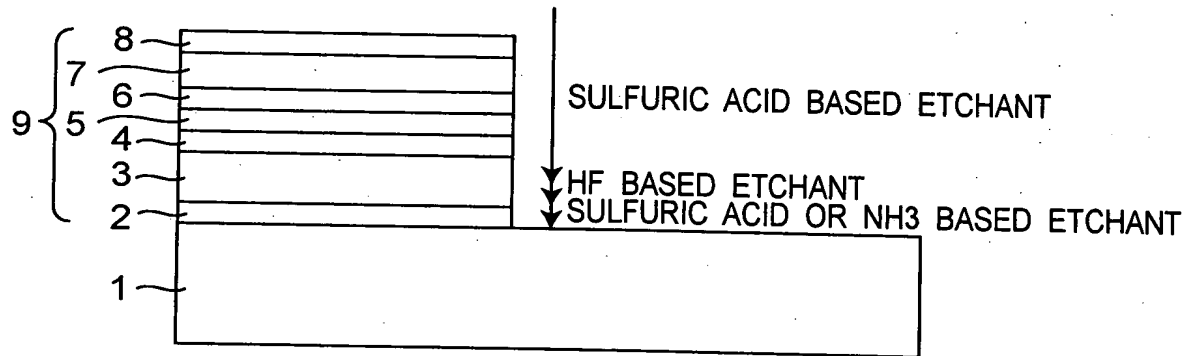 8
7
6
9 5
4
3
2
1
SULFURIC ACID BASED ETCHANT
HF BASED ETCHANT
SULFURIC ACID OR NH3 BASED ETCHANT